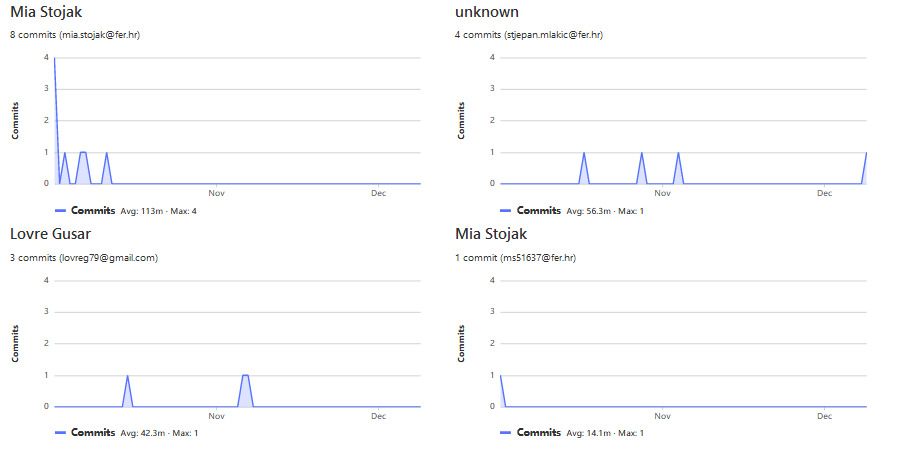 Mia Stojak
8 commits (mia.stojak@fer.hr)
4
3
2
1
0
Commits
Nov
Dec
Commits Avg: 113m · Max: 4
unknown
4 commits (stjepan.mlakic@fer.hr)
4
3
2
1
0
Commits
Nov
Dec
Commits Avg: 56.3m · Max: 1
Lovre Gusar
3 commits (lovreg79@gmail.com)
4
3
2
1
0
Commits
Nov
Dec
Commits Avg: 42.3m · Max: 1
Mia Stojak
1 commit (ms51637@fer.hr)
4
3
2
1
0
Commits
Nov
Dec
Commits Avg: 14.1m · Max: 1